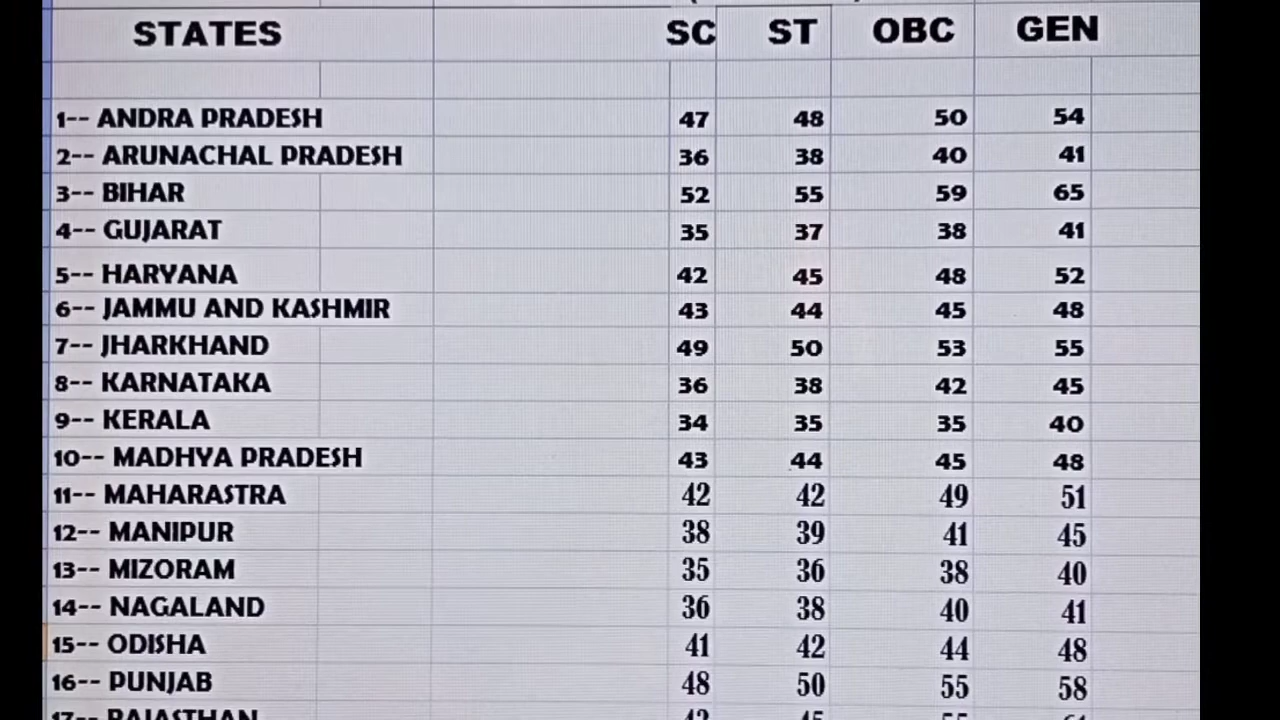 STATES SC ST OBC GEN
1-- ANDRA PRADESH 47 48 50 54
2-- ARUNACHAL PRADESH 36 38 40 41
3-- BIHAR 52 55 59 65
4-- GUJARAT 35 37 38 41
5-- HARYANA 42 45 48 52
6-- JAMMU AND KASHMIR 43 44 45 48
7-- JHARKHAND 49 50 53 55
8-- KARNATAKA 36 38 42 45
9-- KERALA 34 35 35 40
10-- MADHYA PRADESH 43 44 45 48
11-- MAHARASTRA 42 42 49 51
12-- MANIPUR 38 39 41 45
13-- MIZORAM 35 36 38 40
14-- NAGALAND 36 38 40 41
15-- ODISHA 41 42 44 48
16-- PUNJAB 48 50 55 58
17-- RAJASTHAN